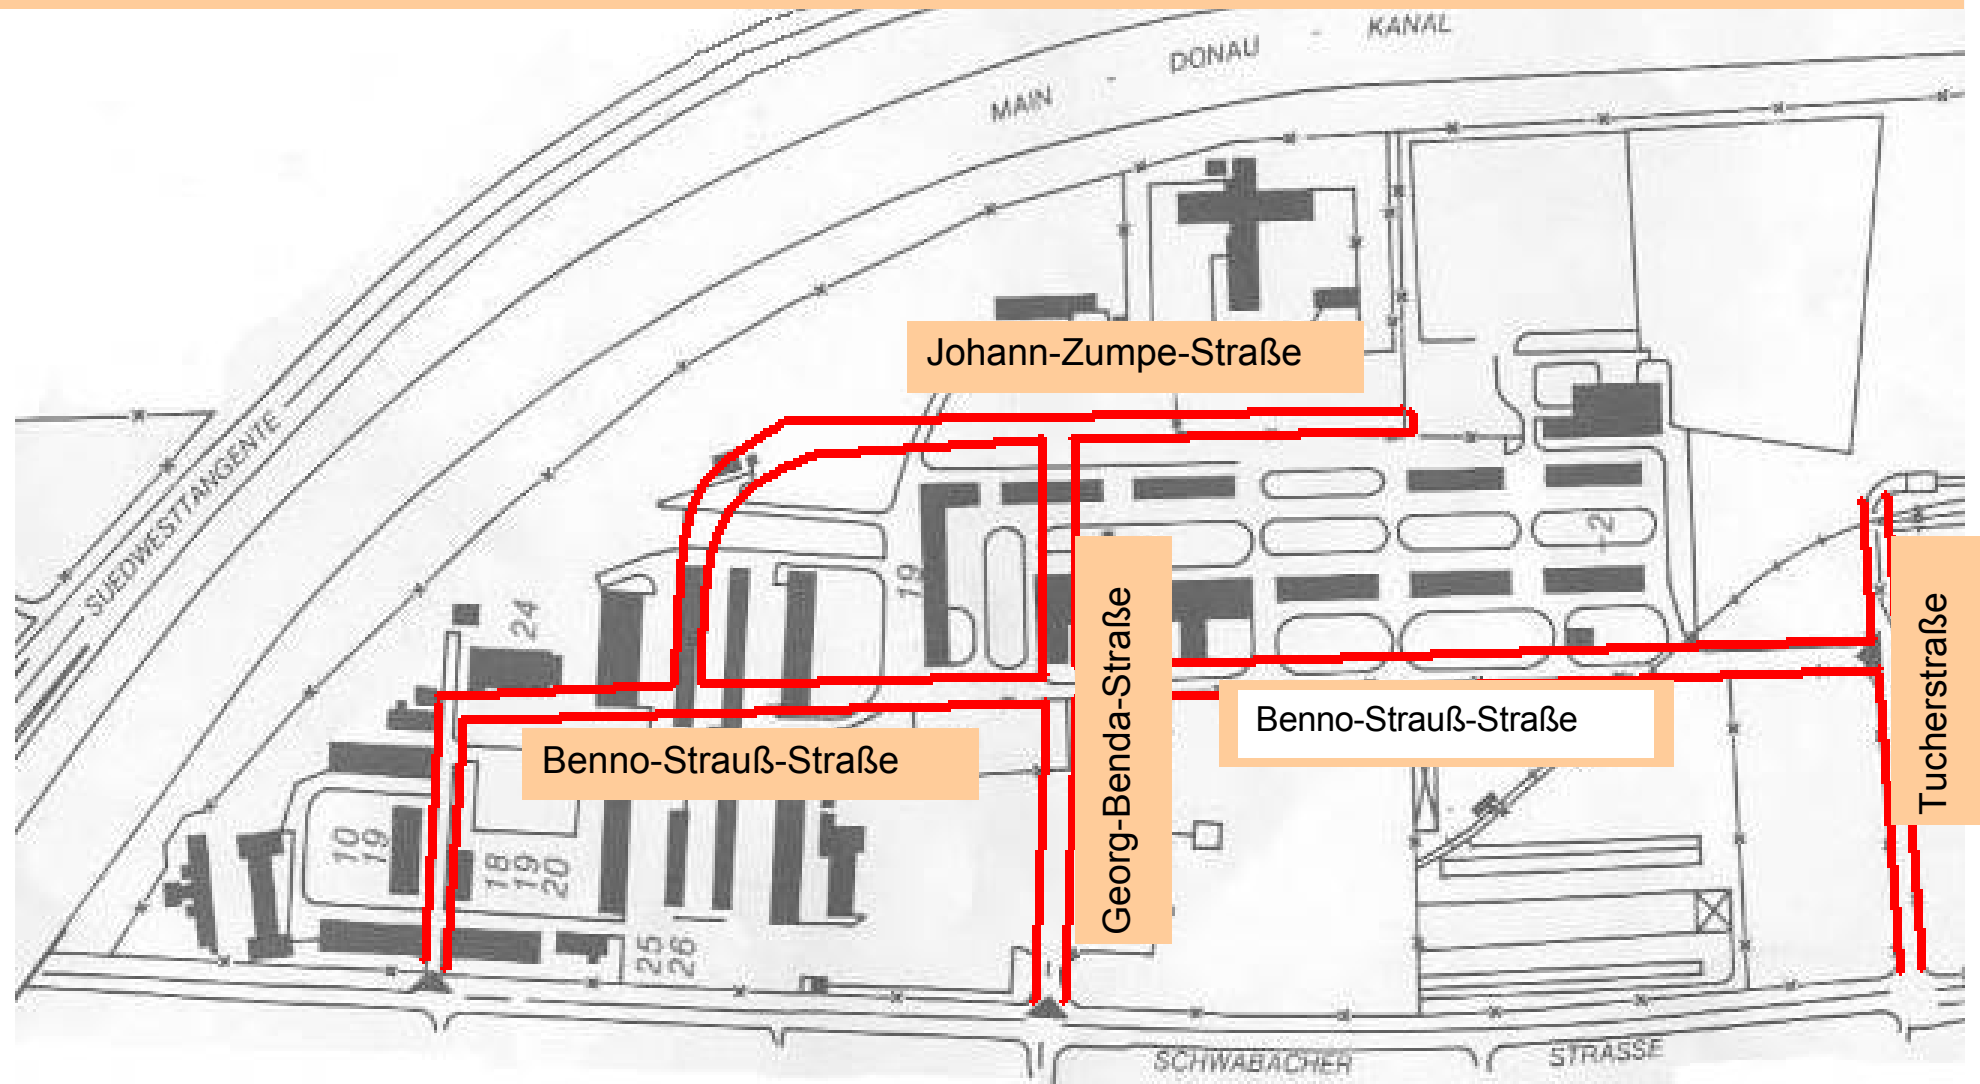 MAIN - DONAU - KANAL
SUEDWESTTANGENTE
Johann-Zumpe-Straße
Georg-Benda-Straße
Benno-Strauß-Straße
Benno-Strauß-Straße
Tucherstraße
24
19
2
10
19
18
19
20
25
26
SCHWABACHER STRASSE